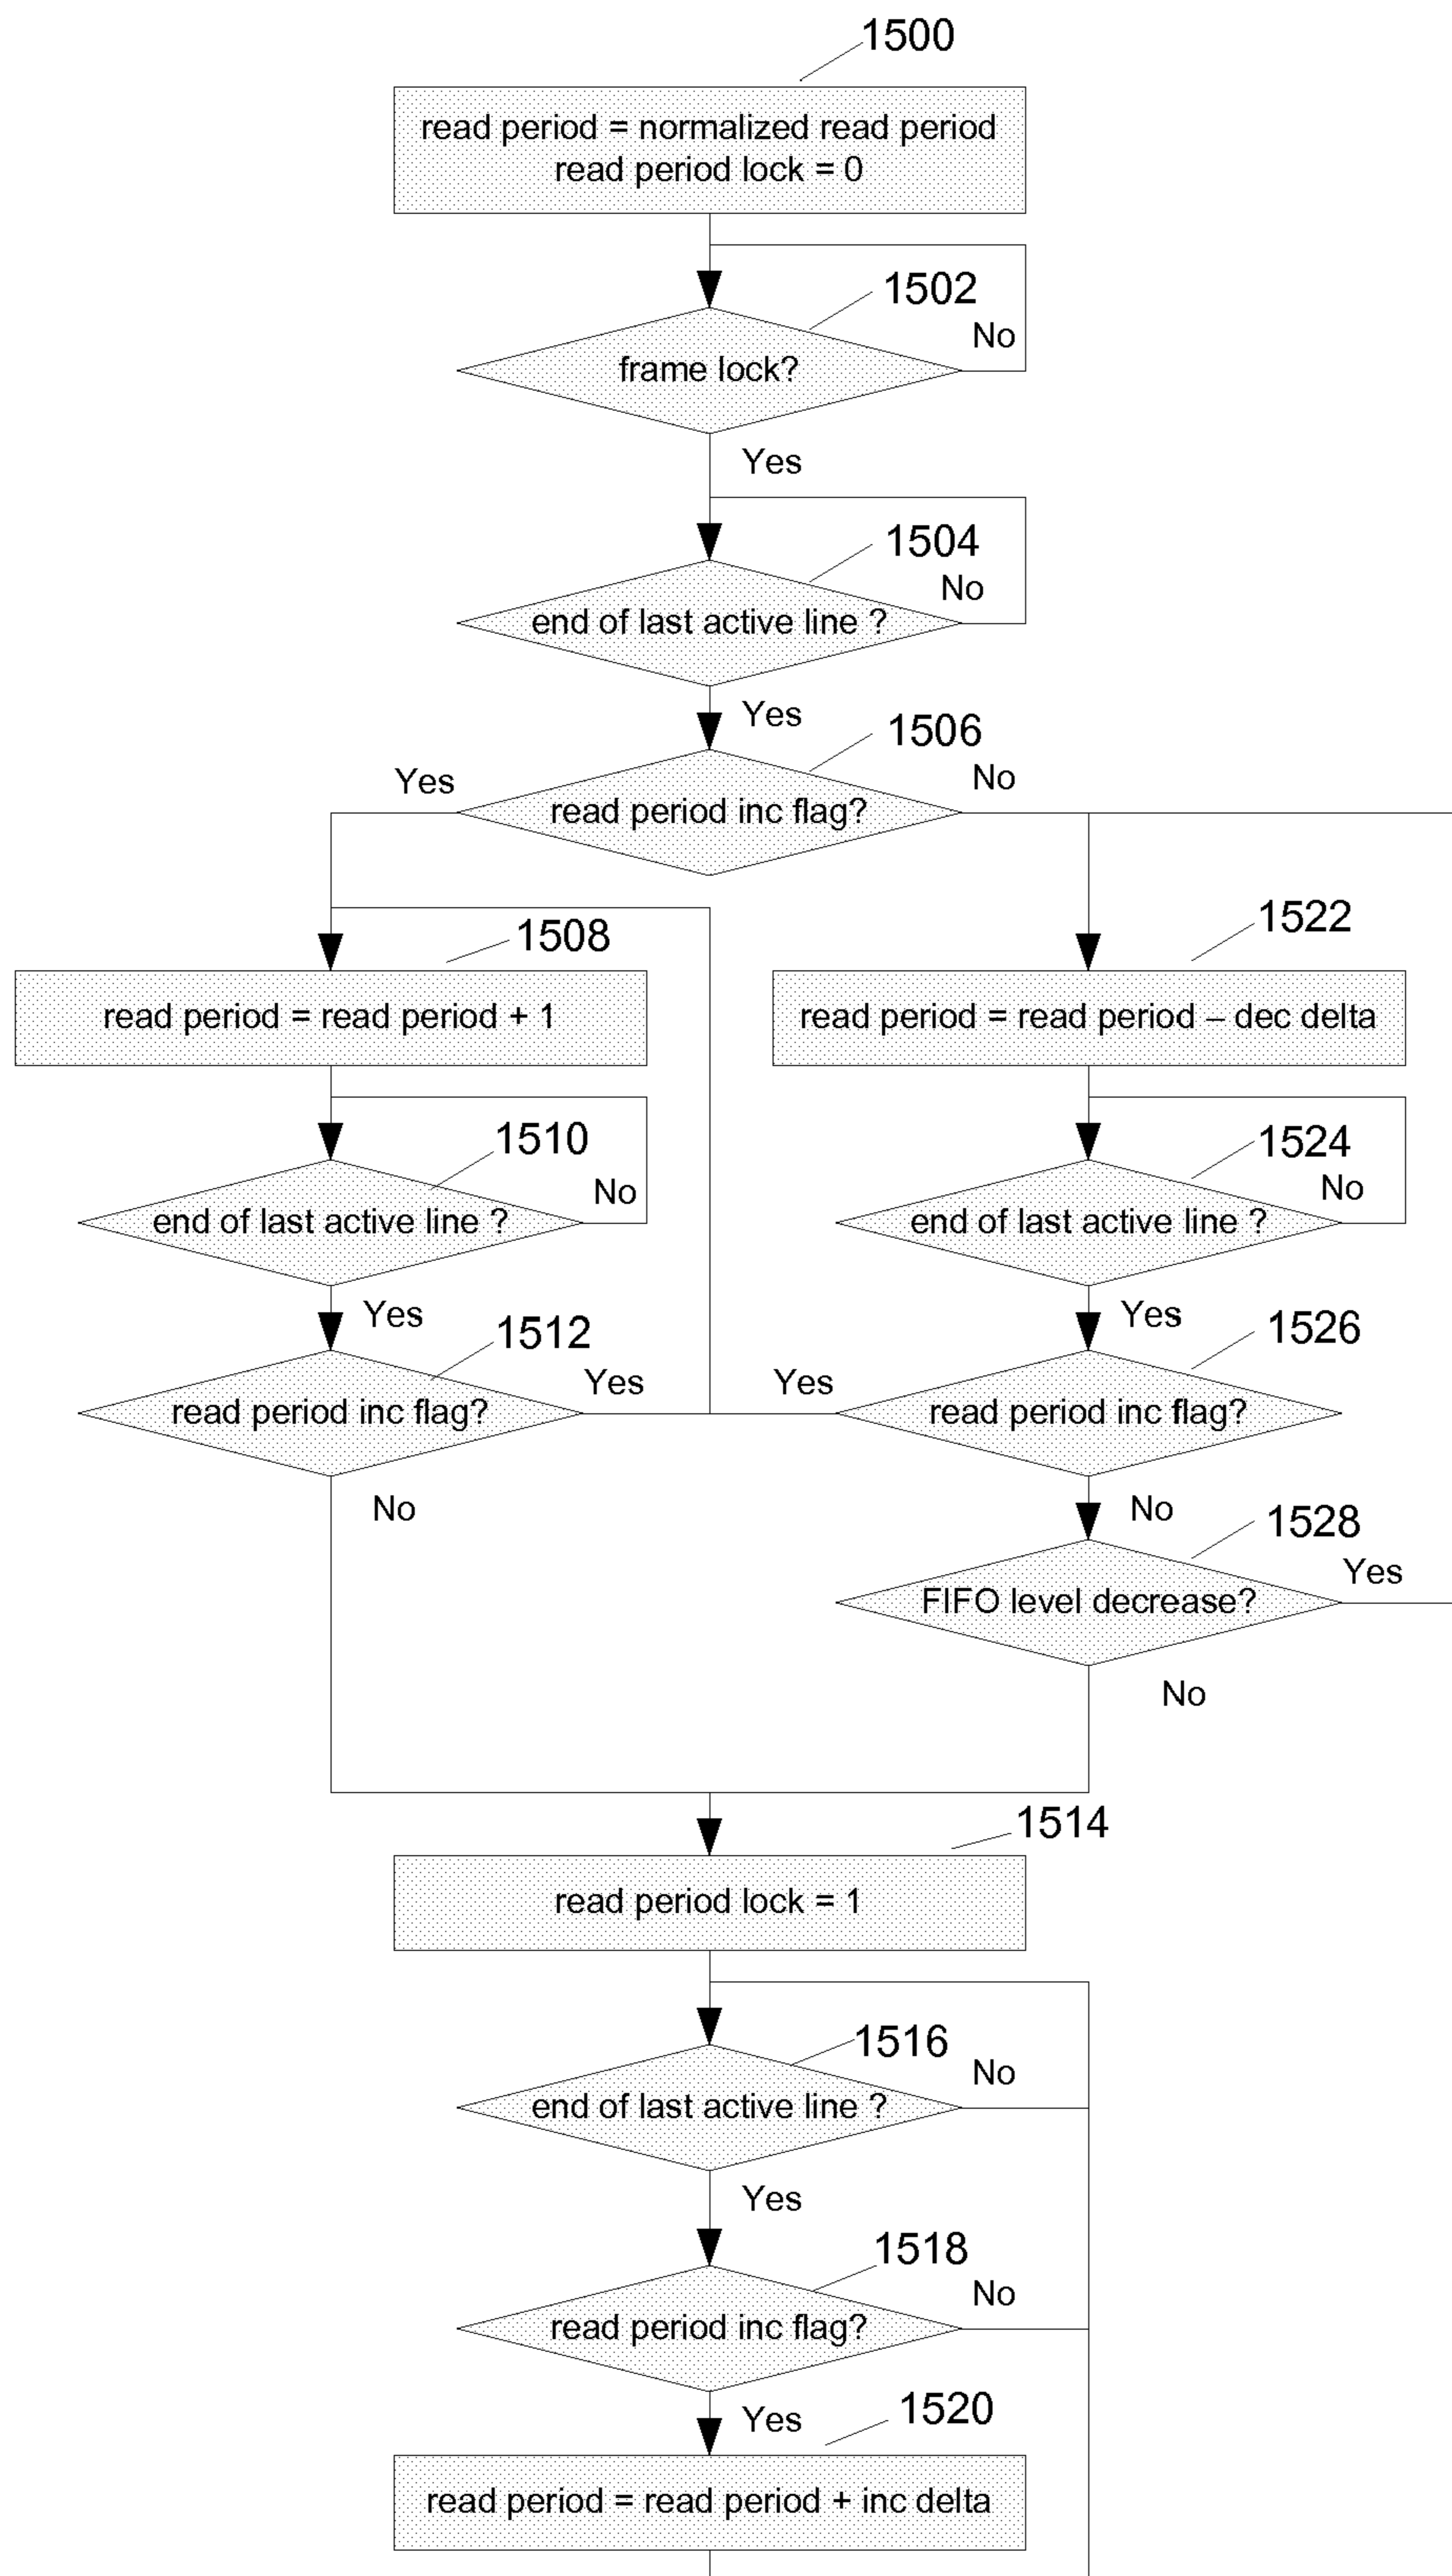 1500
read period = normalized read period
read period lock = 0
1502
No
frame lock?
Yes
1504
No
end of last active line ?
Yes
1506
Yes
No
read period inc flag?
1508
1522
read period = read period + 1
read period = read period – dec delta
1510
1524
No
No
end of last active line ?
end of last active line ?
Yes
Yes
1512
1526
Yes
Yes
read period inc flag?
read period inc flag?
No
No
1528
Yes
FIFO level decrease?
No
1514
read period lock = 1
1516
No
end of last active line ?
Yes
1518
No
read period inc flag?
Yes
1520
read period = read period + inc delta